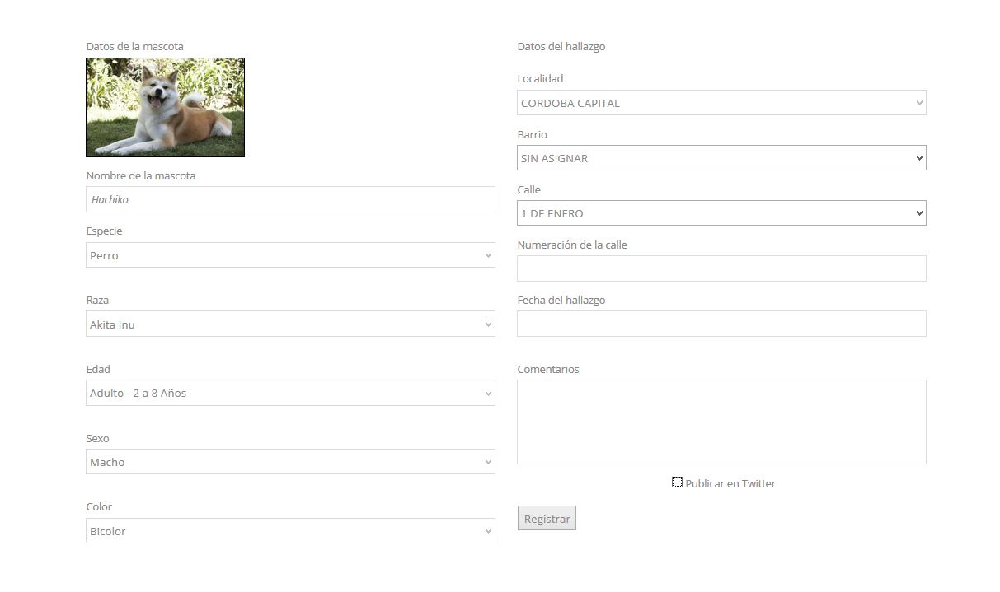 Datos de la mascota
Nombre de la mascota
Hachiko
Especie
Perro
Raza
Akita Inu
Edad
Adulto - 2 a 8 Años
Sexo
Macho
Color
Bicolor
Datos del hallazgo
Localidad
CORDOBA CAPITAL
Barrio
SIN ASIGNAR
Calle
1 DE ENERO
Numeración de la calle
Fecha del hallazgo
Comentarios
Publicar en Twitter
Registrar